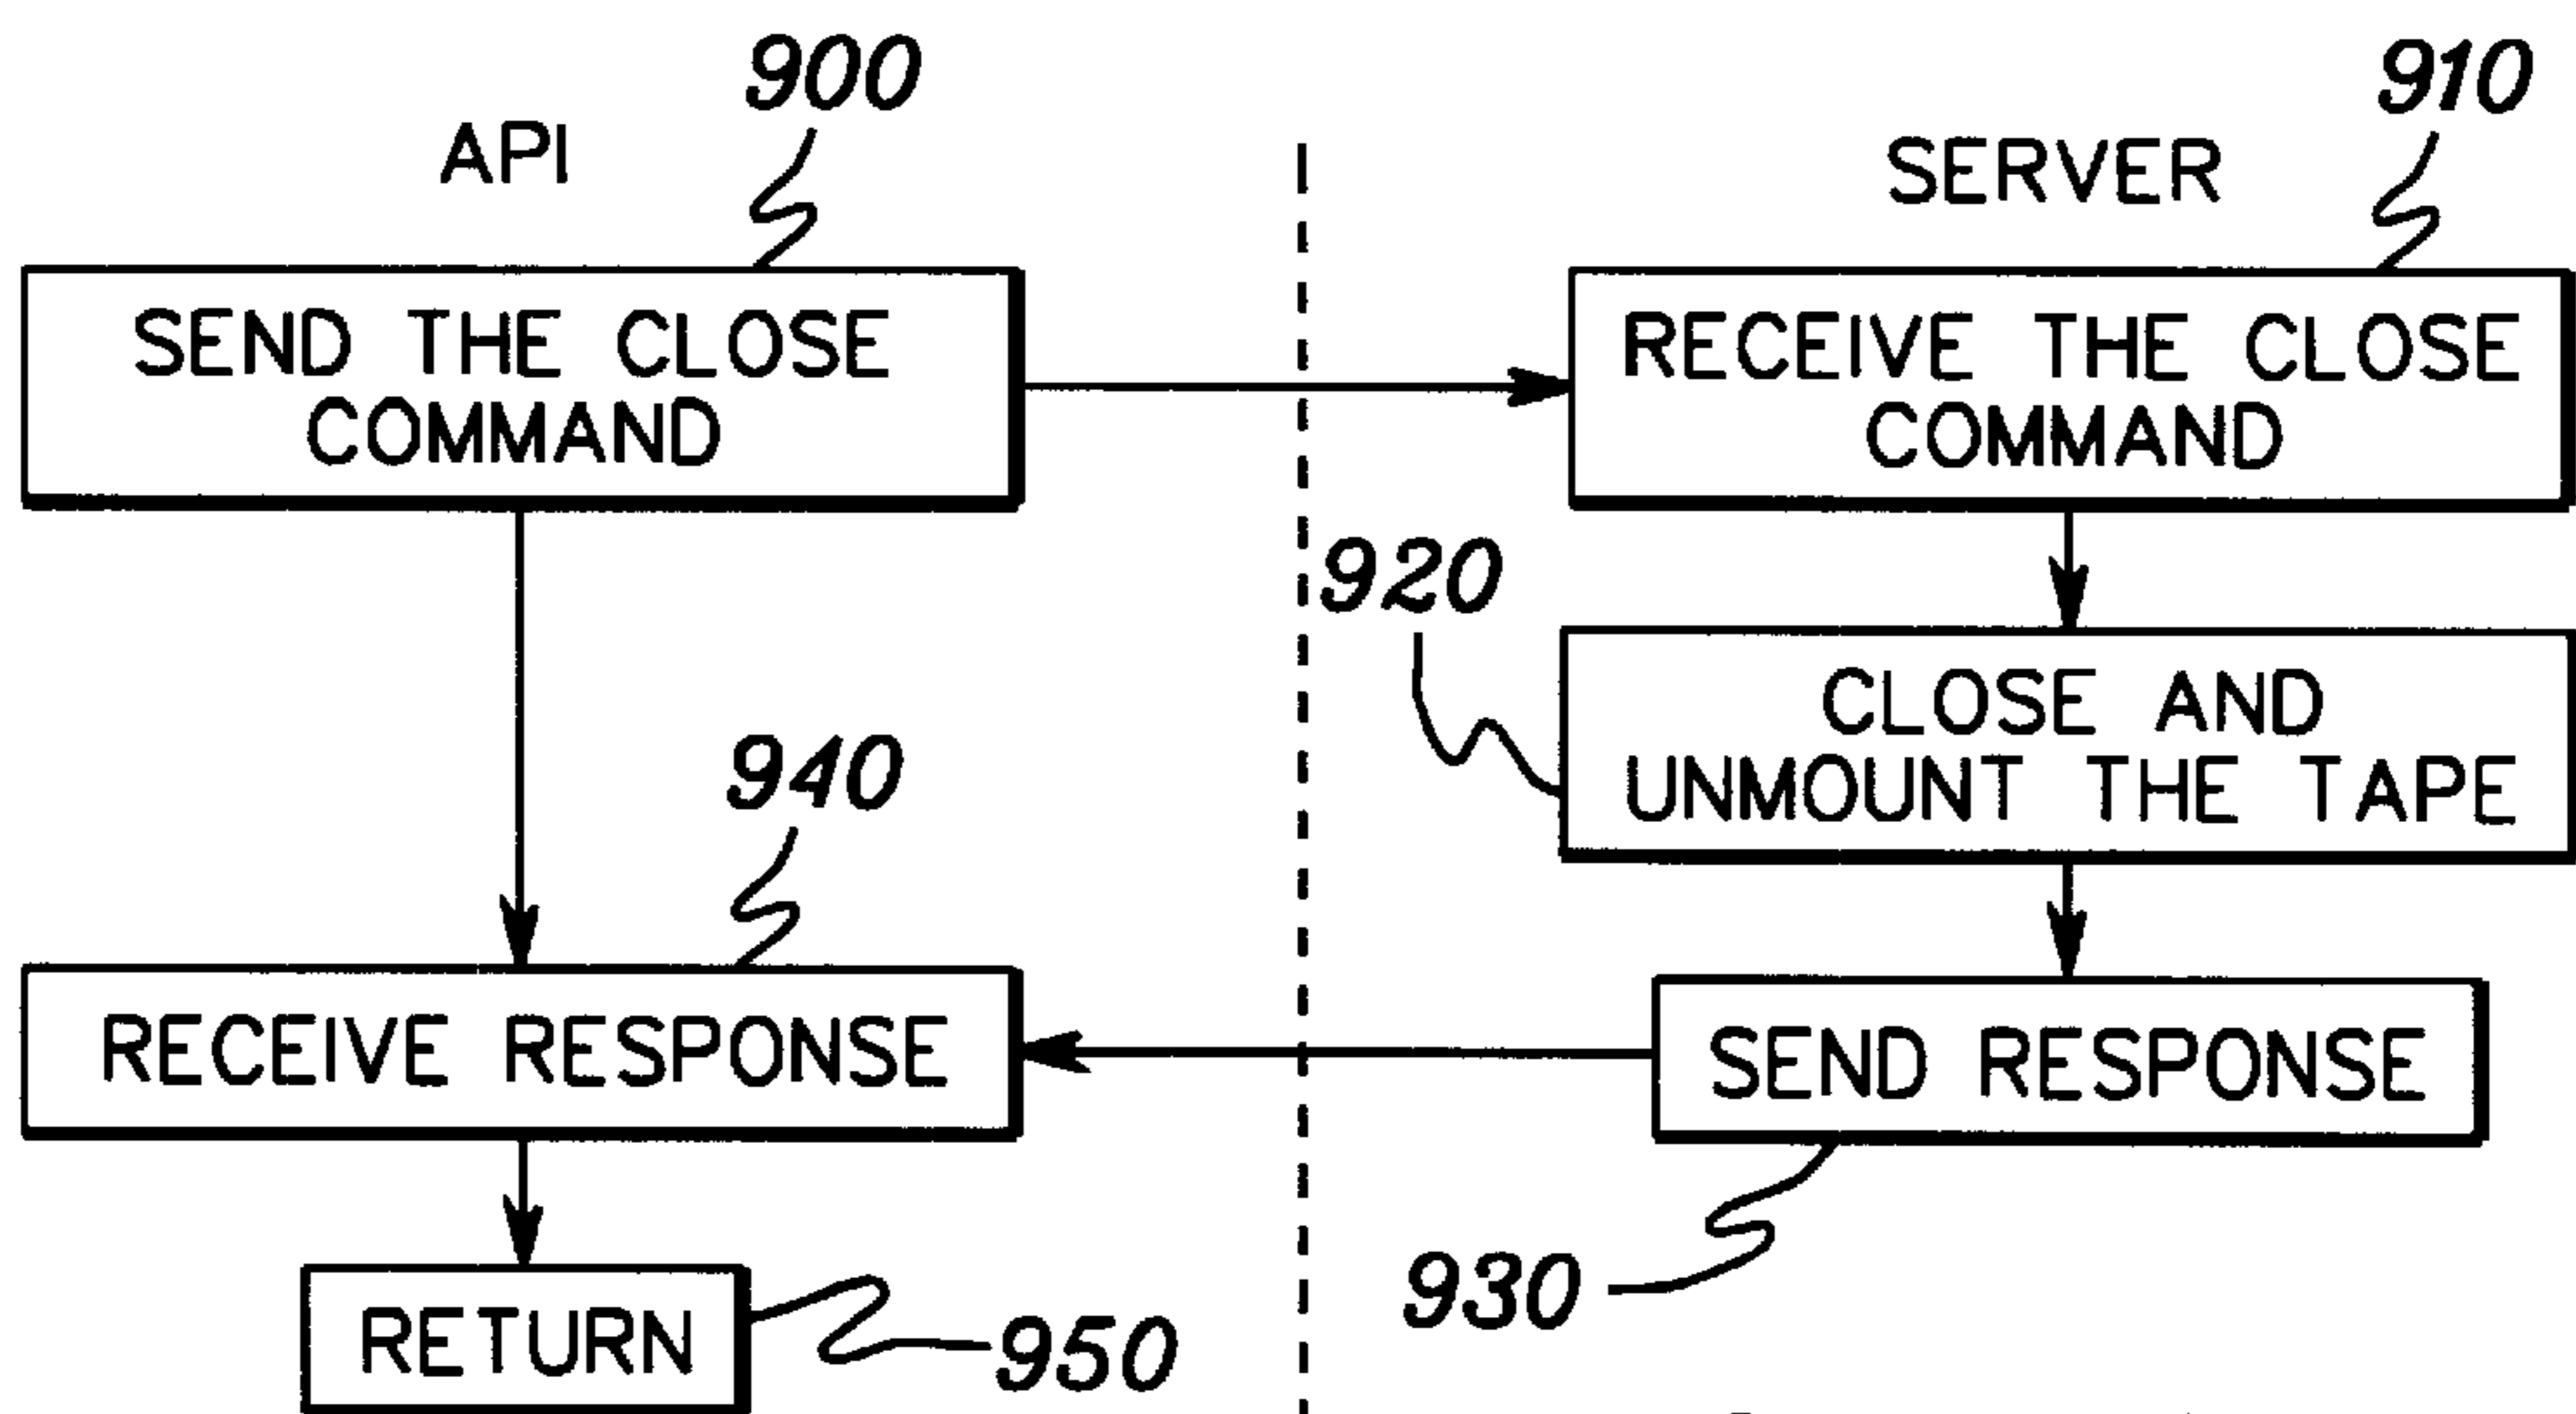 900
910
API
SERVER
SEND THE CLOSE
COMMAND
RECEIVE THE CLOSE
COMMAND
920
CLOSE AND
UNMOUNT THE TAPE
940
RECEIVE RESPONSE
SEND RESPONSE
930
RETURN
950